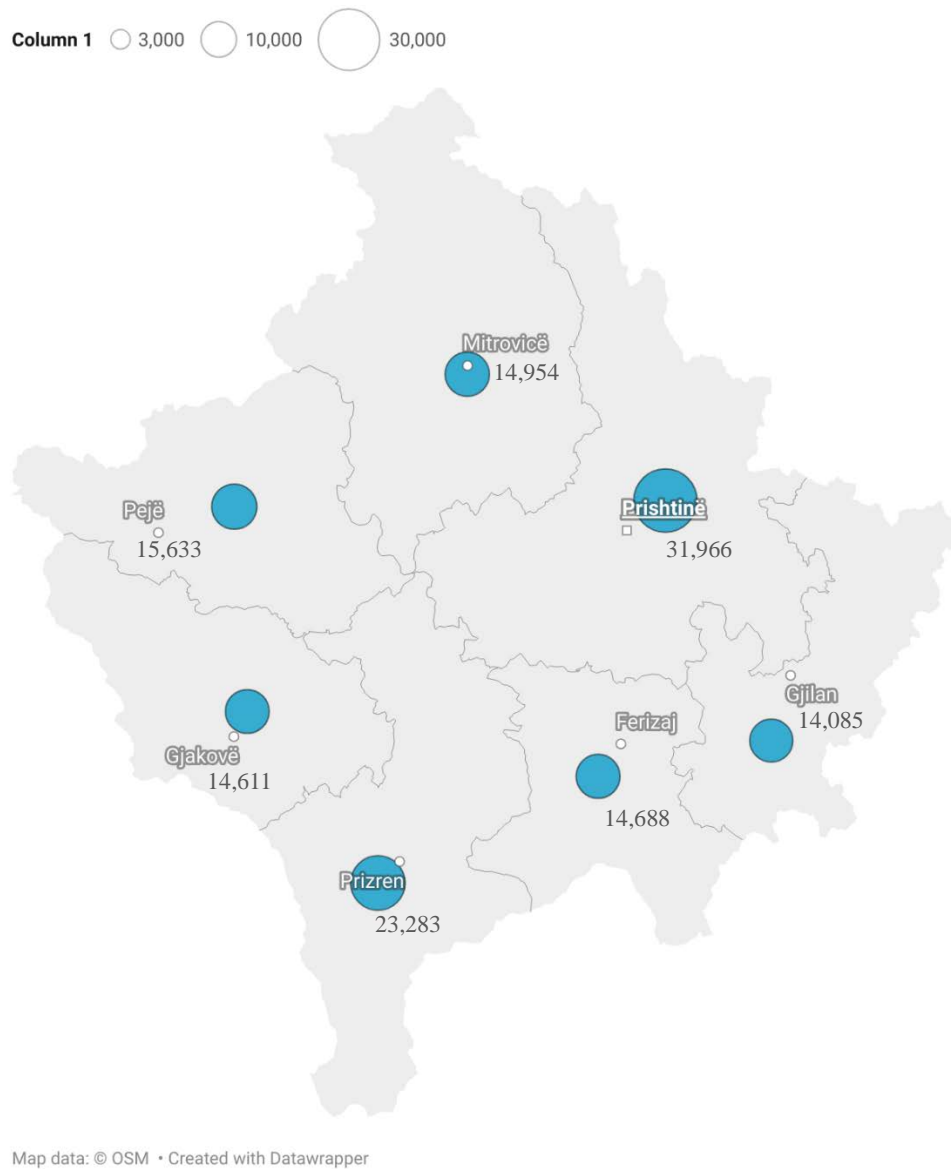 Column 1 3,000 10,000 30,000
Mitrovicë
14,954
Pejë
15,633
Prishtinë
31,966
Gjilan
14,085
Ferizaj
14,688
Gjakovë
14,611
Prizren
23,283
Map data: © OSM • Created with Datawrapper